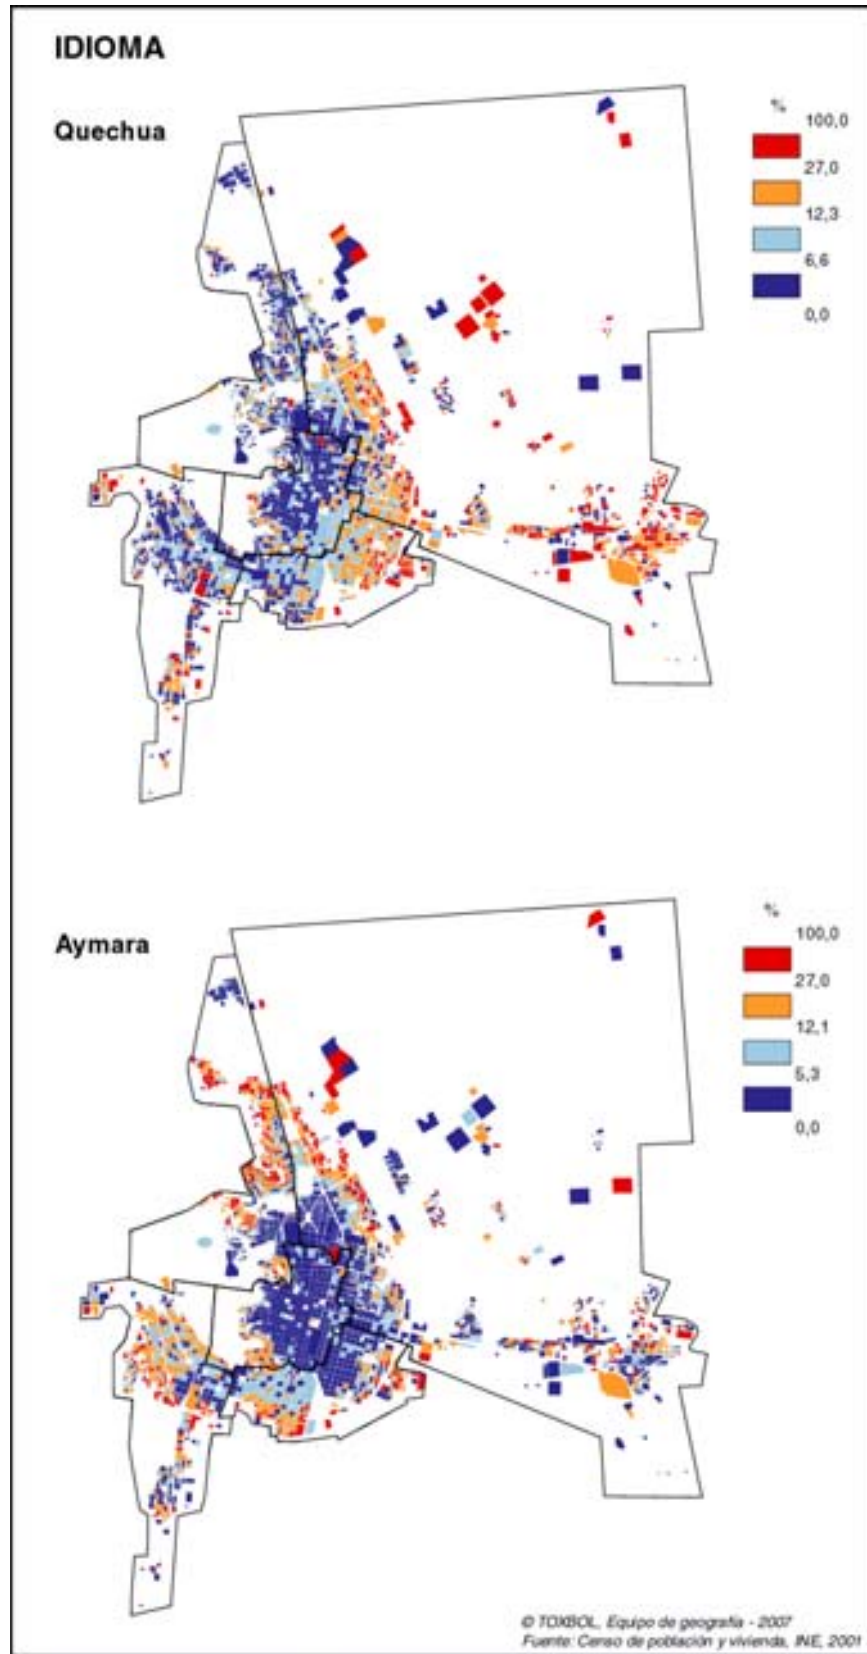 IDIOMA
Quechua
%
100,0
27,0
12,3
6,6
0,0
Aymara
%
100,0
27,0
12,1
5,3
0,0
© TOXBOL, Equipo de geografía - 2007
Fuente: Censo de población y vivienda, INE, 2001